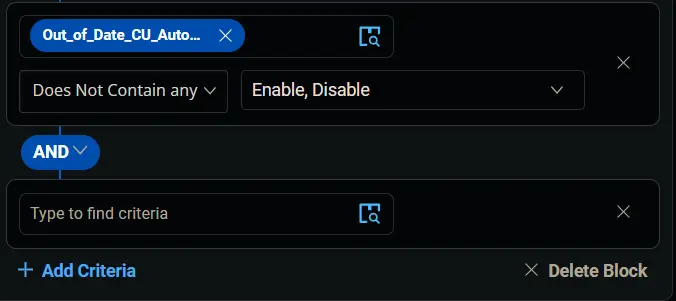 Out_of_Date_CU_Auto...
Does Not Contain any
Enable, Disable
AND
Type to find criteria
+ Add Criteria
Delete Block